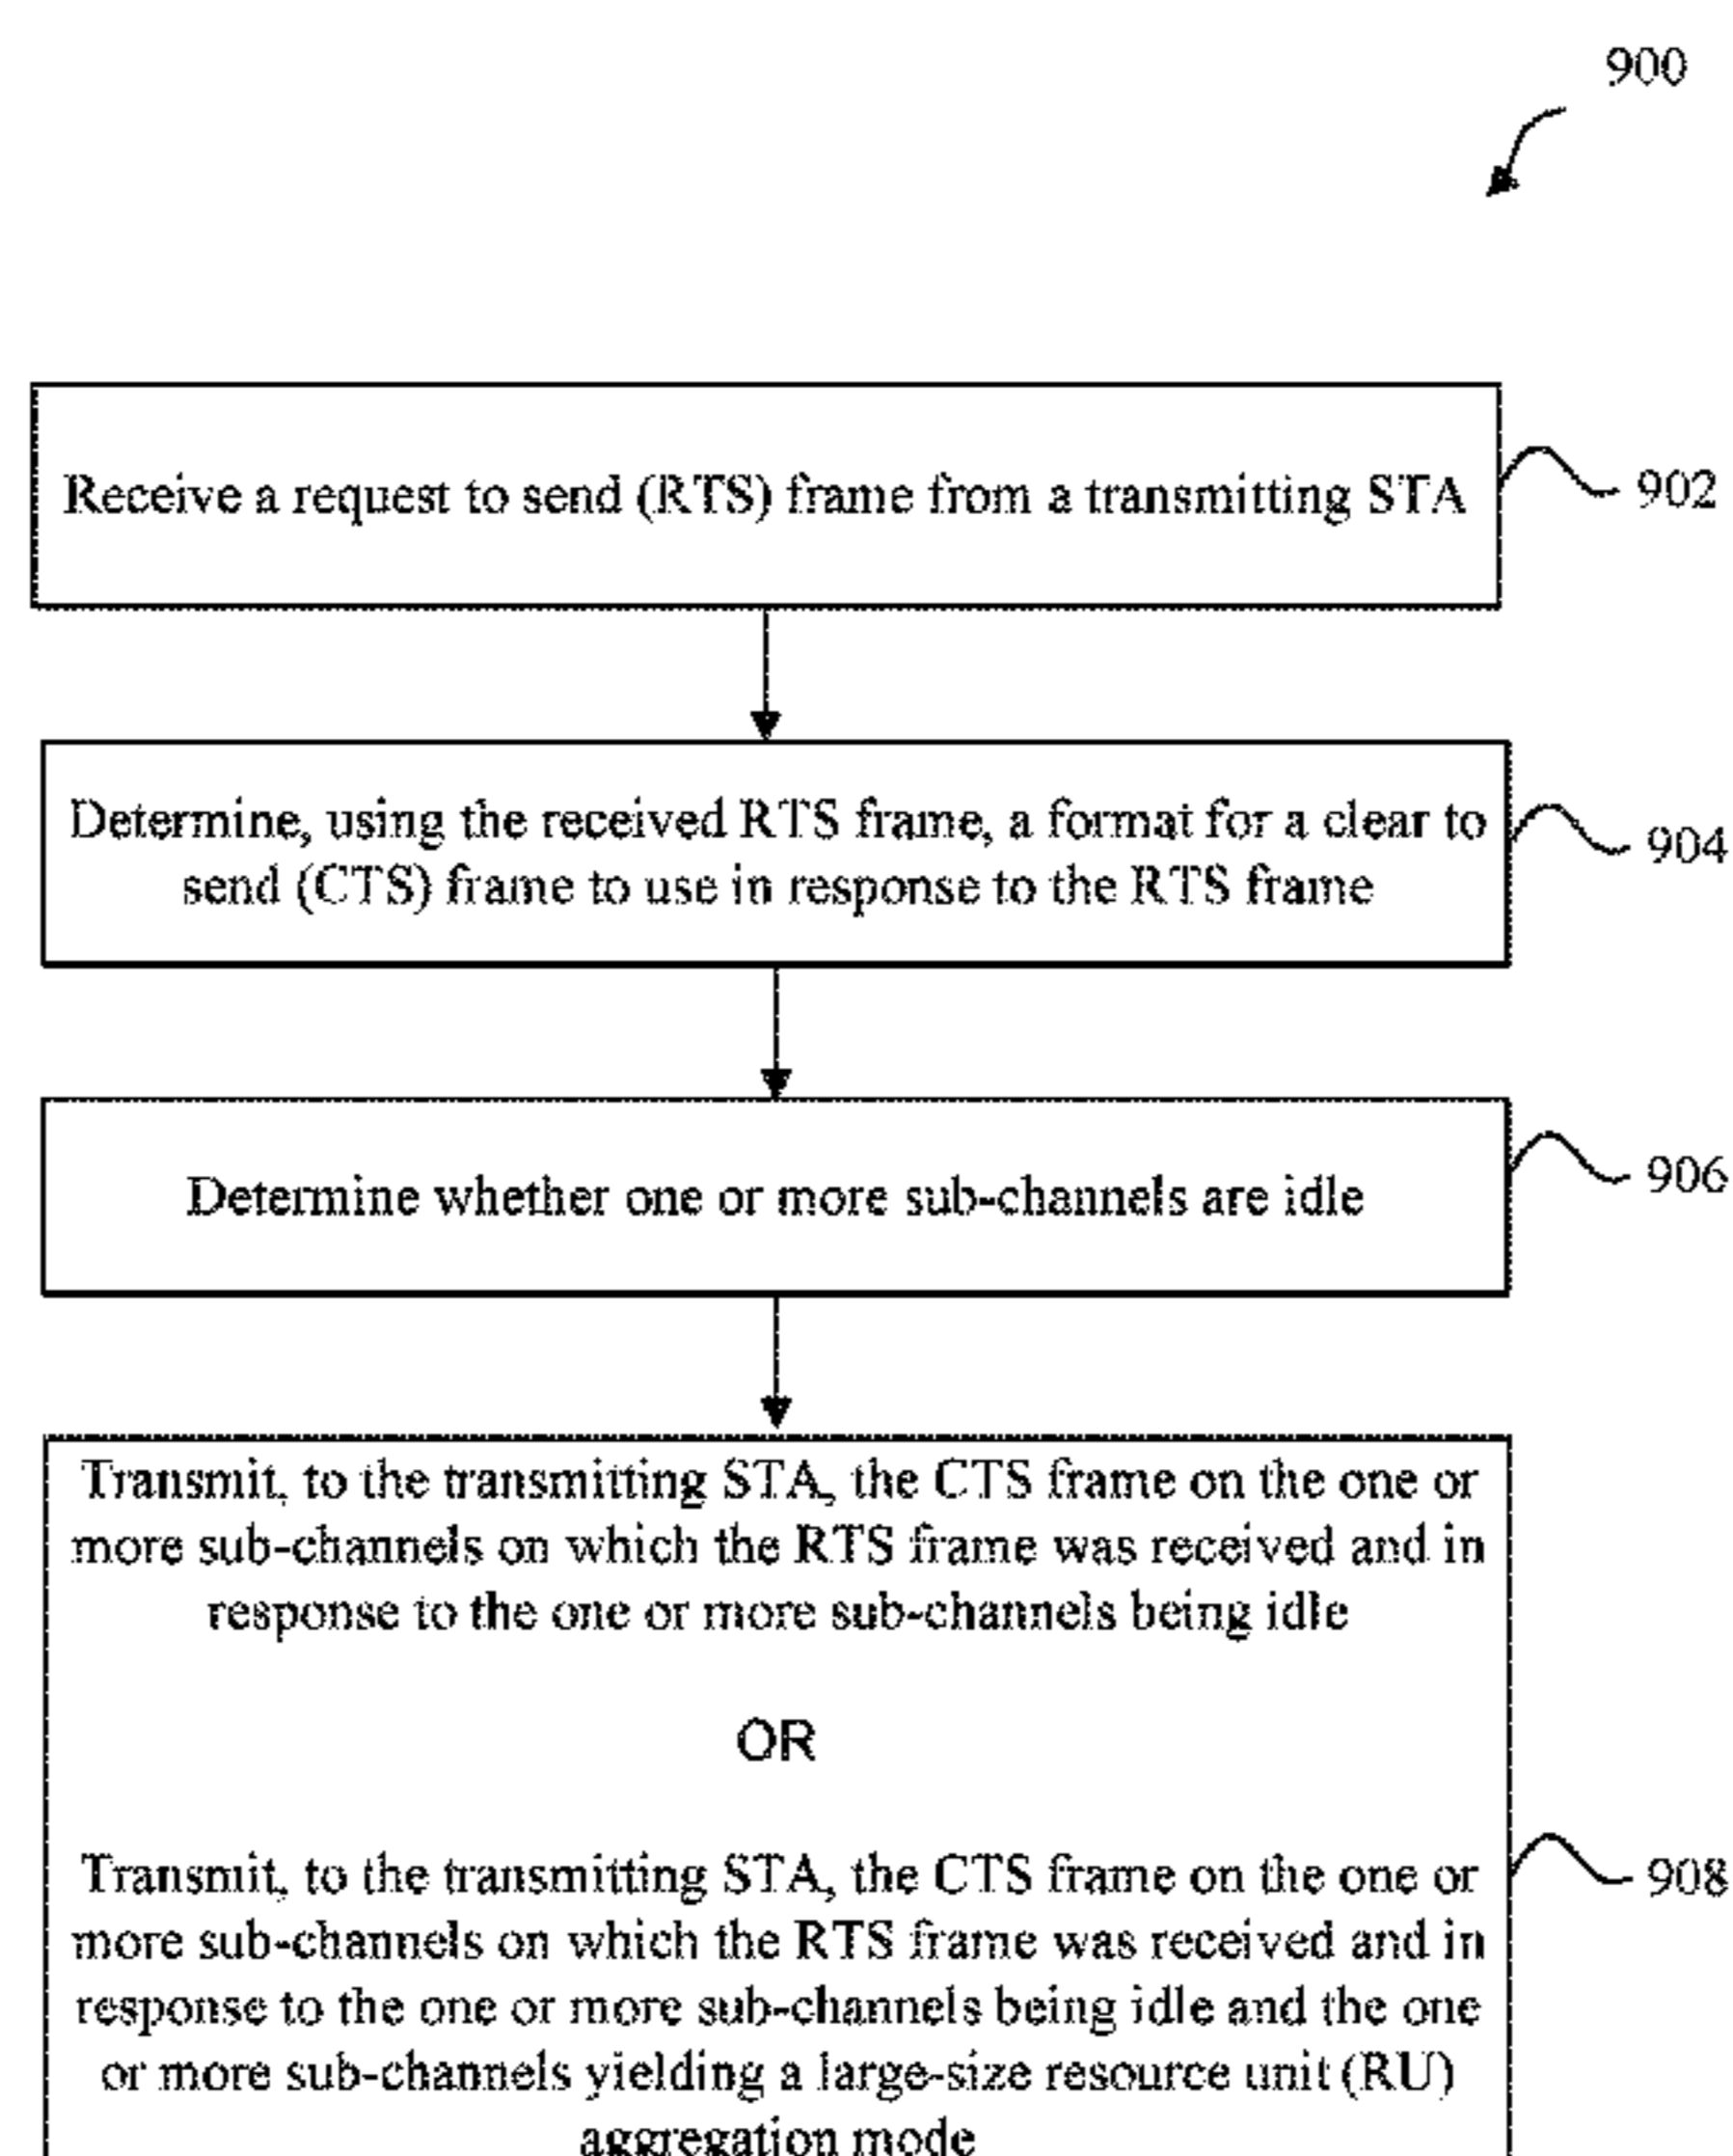 900
Receive a request to send (RTS) frame from a transmitting STA
902
Determine, using the received RTS frame, a format for a clear to
send (CTS) frame to use in response to the RTS frame
904
Determine whether one or more sub-channels are idle
906
Transmit, to the transmitting STA, the CTS frame on the one or
more sub-channels on which the RTS frame was received and in
response to the one or more sub-channels being idle
OR
Transmit, to the transmitting STA, the CTS frame on the one or
more sub-channels on which the RTS frame was received and in
response to the one or more sub-channels being idle and the one
or more sub-channels yielding a large-size resource unit (RU)
aggregation mode
908